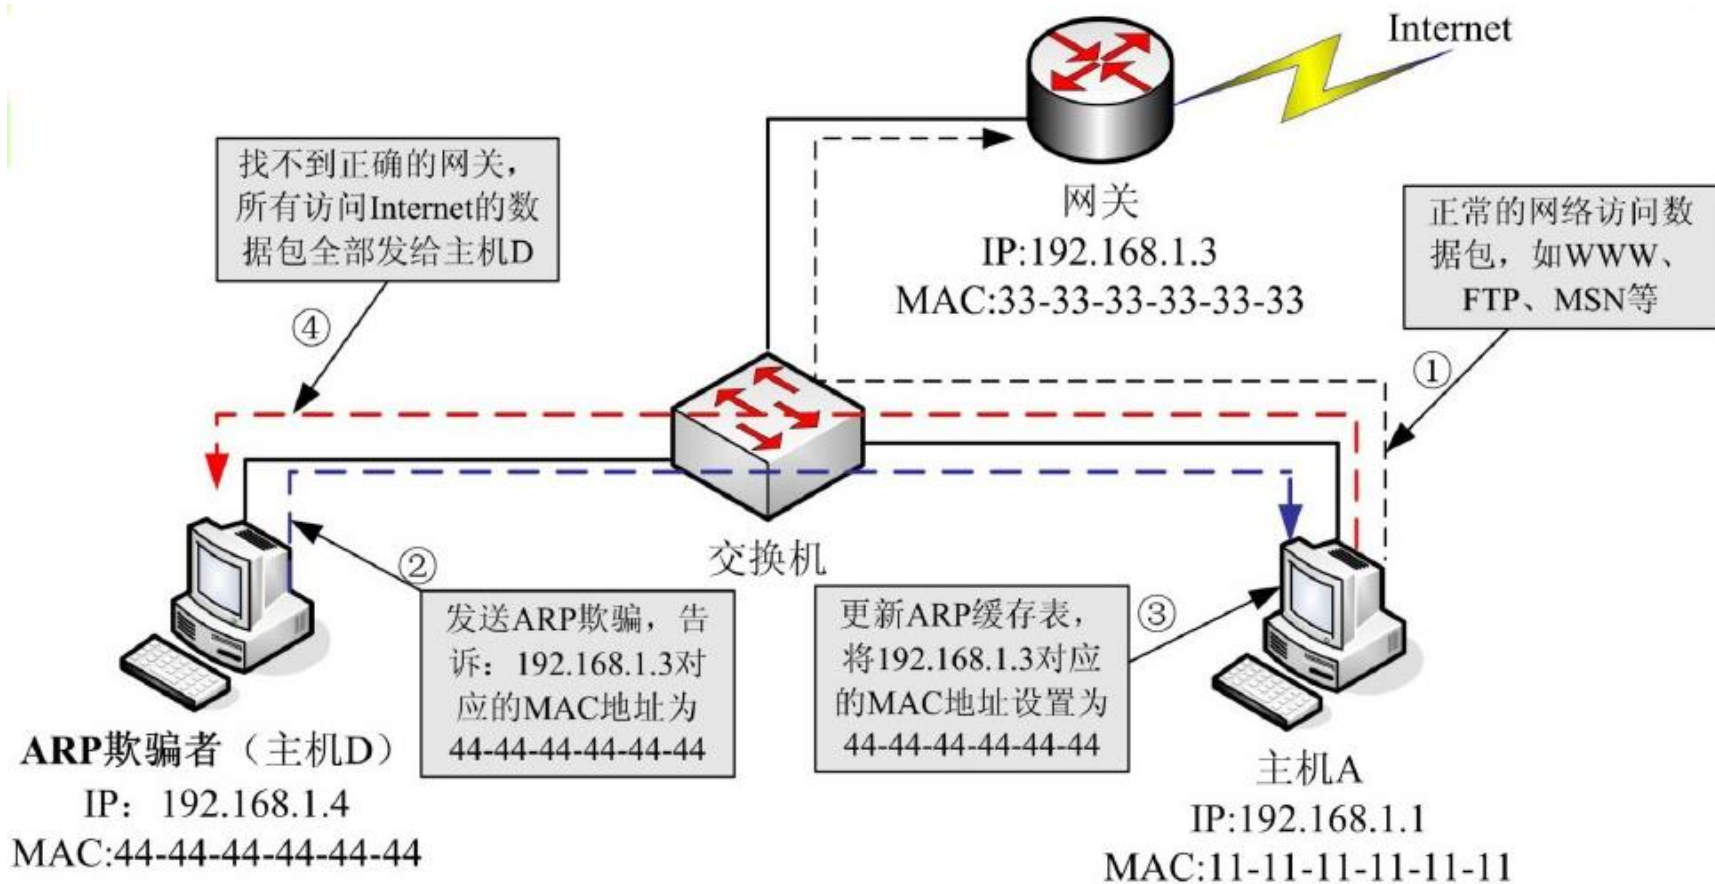 Internet
网关
IP:192.168.1.3
MAC:33-33-33-33-33-33
找不到正确的网关，
所有访问Internet的数
据包全部发给主机D
④
正常的网络访问数
据包，如WWW、
FTP、MSN等
①
交换机
②
发送ARP欺骗，告
诉：192.168.1.3对
应的MAC地址为
44-44-44-44-44-44
更新ARP缓存表，
将192.168.1.3对应
的MAC地址设置为
44-44-44-44-44-44
③
ARP欺骗者（主机D）
IP：192.168.1.4
MAC:44-44-44-44-44-44
主机A
IP:192.168.1.1
MAC:11-11-11-11-11-11